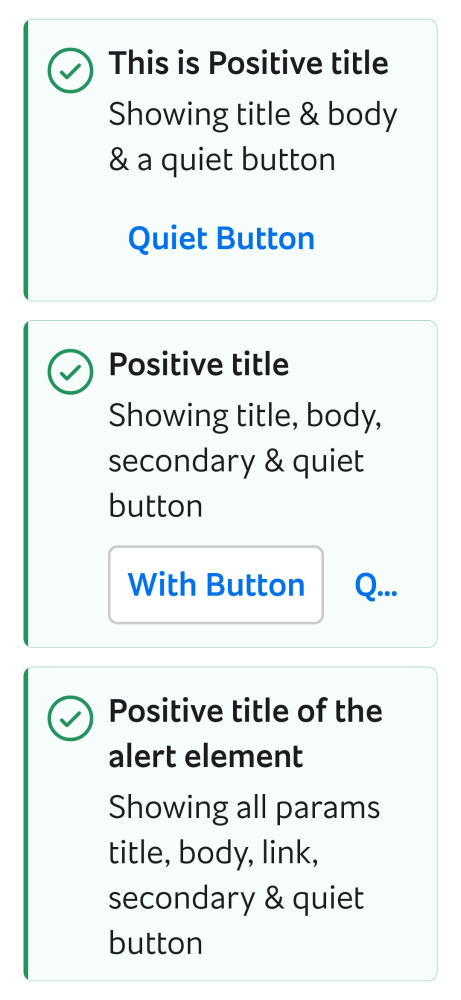 This is Positive title
Showing title & body
& a quiet button
Quiet Button
Positive title
Showing title, body,
secondary & quiet
button
With Button Q...
Positive title of the
alert element
Showing all params
title, body, link,
secondary & quiet
button